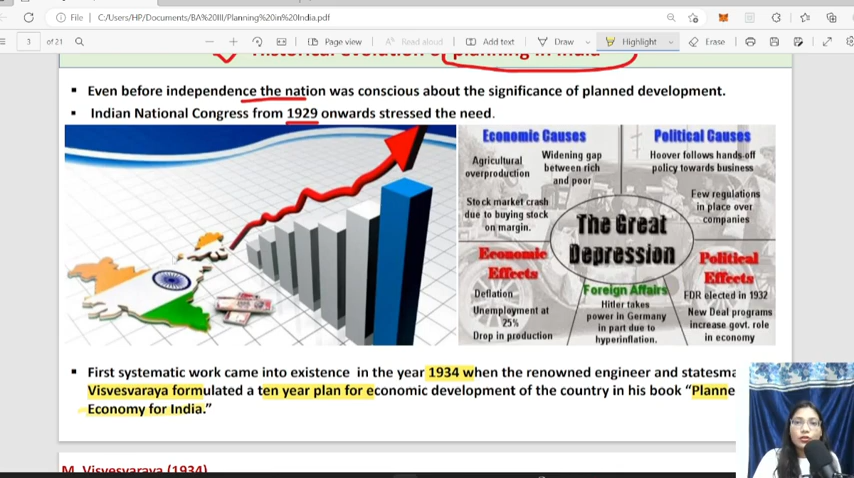 File | C:/Users/HP/Documents/BA%20III/Planning%20in%20India.pdf
3 of 21 Page view Read aloud Add text Draw Highlight Erase
planning in India
▪ Even before independence the nation was conscious about the significance of planned development.
▪ Indian National Congress from 1929 onwards stressed the need.
Economic Causes
Agricultural
overproduction
Widening gap
between rich
and poor
Stock market crash
due to buying stock
on margin.
Political Causes
Hoover follows hands off
policy towards business
Few regulations
in place over
companies
The Great
Depression
Economic
Effects
Deflation
Unemployment at
25%
Drop in production
Foreign Affairs
Hitler takes
power in Germany
in part due to
hyperinflation.
Political
Effects
FDR elected in 1932
New Deal programs
increase govt. role
in economy
▪ First systematic work came into existence in the year 1934 when the renowned engineer and statesma
Visvesvaraya formulated a ten year plan for economic development of the country in his book “Planne
Economy for India.”
M. Visvesvaraya (1934)